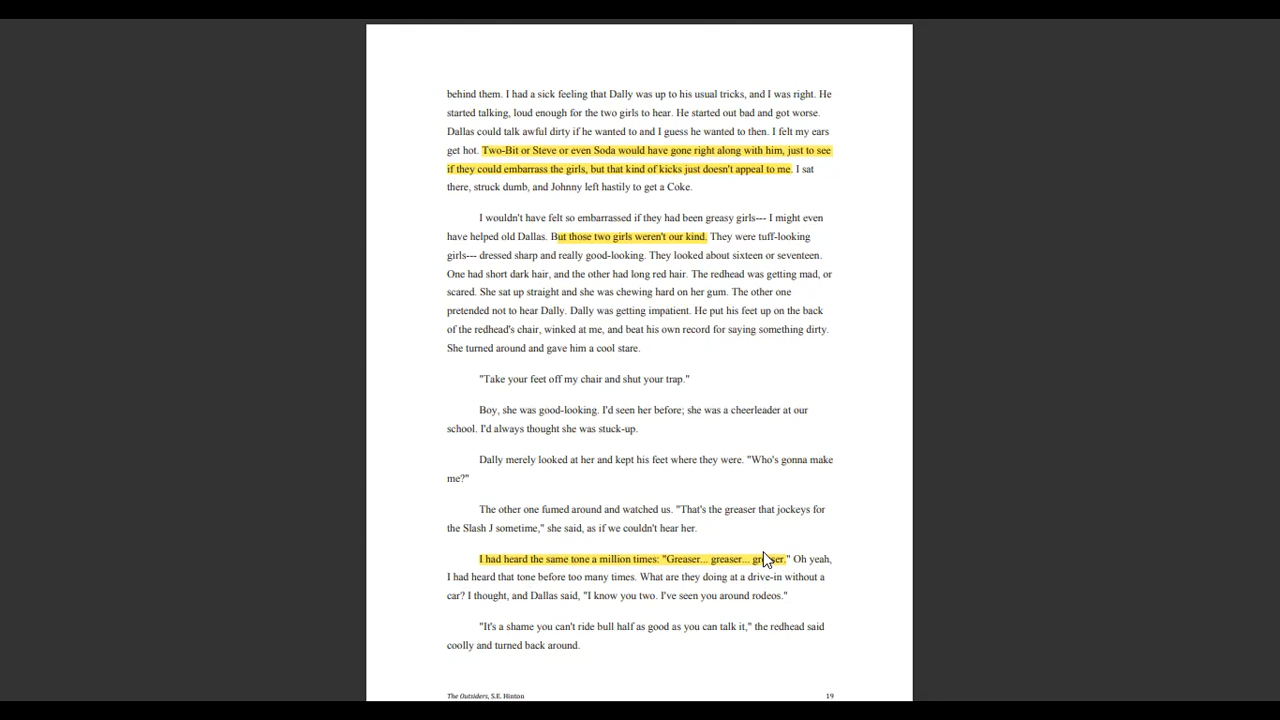 behind them. I had a sick feeling that Dally was up to his usual tricks, and I was right. He
started talking, loud enough for the two girls to hear. He started out bad and got worse.
Dallas could talk awful dirty if he wanted to and I guess he wanted to then. I felt my ears
get hot. Two-Bit or Steve or even Soda would have gone right along with him, just to see
if they could embarrass the girls, but that kind of kicks just doesn't appeal to me. I sat
there, struck dumb, and Johnny left hastily to get a Coke.
I wouldn't have felt so embarrassed if they had been greasy girls--- I might even
have helped old Dallas. But those two girls weren't our kind. They were tuff-looking
girls--- dressed sharp and really good-looking. They looked about sixteen or seventeen.
One had short dark hair, and the other had long red hair. The redhead was getting mad, or
scared. She sat up straight and she was chewing hard on her gum. The other one
pretended not to hear Dally. Dally was getting impatient. He put his feet up on the back
of the redhead's chair, winked at me, and beat his own record for saying something dirty.
She turned around and gave him a cool stare.
"Take your feet off my chair and shut your trap."
Boy, she was good-looking. I'd seen her before; she was a cheerleader at our
school. I'd always thought she was stuck-up.
Dally merely looked at her and kept his feet where they were. "Who's gonna make
me?"
The other one fumed around and watched us. "That's the greaser that jockeys for
the Slash J sometime," she said, as if we couldn't hear her.
I had heard the same tone a million times: "Greaser... greaser... greaser." Oh yeah,
I had heard that tone before too many times. What are they doing at a drive-in without a
car? I thought, and Dallas said, "I know you two. I've seen you around rodeos."
"It's a shame you can't ride bull half as good as you can talk it," the redhead said
coolly and turned back around.
The Outsiders, S.E. Hinton 19